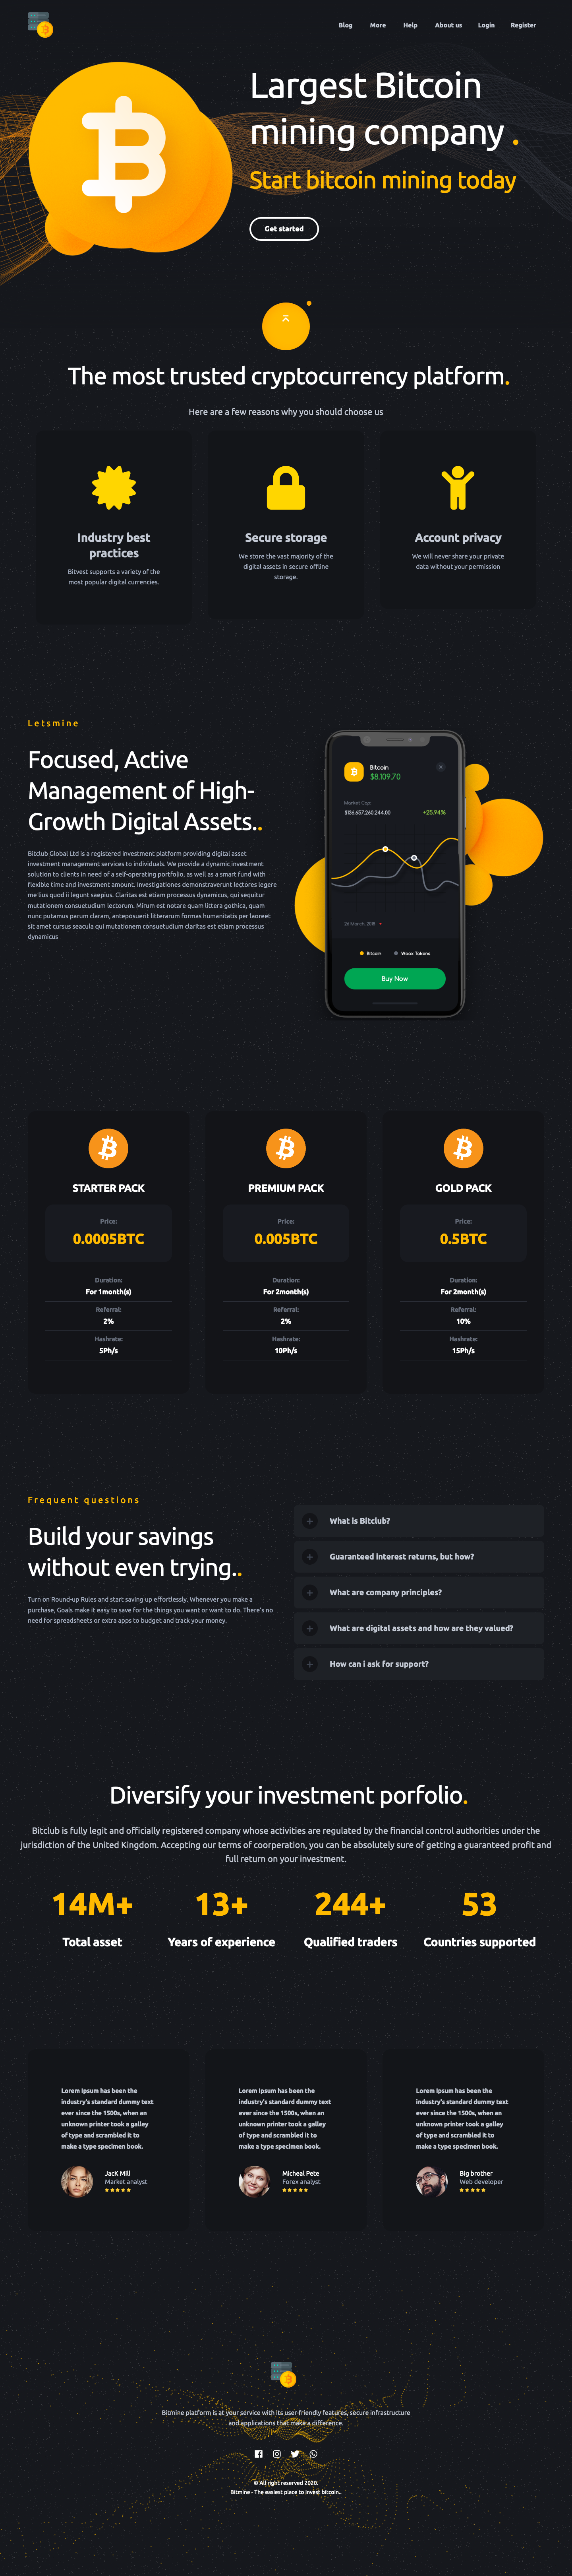 Blog More Help About us Login Register
Largest Bitcoin
mining company .
Start bitcoin mining today
Get started
The most trusted cryptocurrency platform.
Here are a few reasons why you should choose us
Industry best
practices
Bitvest supports a variety of the
most popular digital currencies.
Secure storage
We store the vast majority of the
digital assets in secure offline
storage.
Account privacy
We will never share your private
data without your permission
Letsmine
Focused, Active
Management of High-
Growth Digital Assets..
Bitclub Global Ltd is a registered investment platform providing digital asset
investment management services to individuals. We provide a dynamic investment
solution to clients in need of a self-operating portfolio, as well as a smart fund with
flexible time and investment amount. Investigationes demonstraverunt lectores legere
me lius quod ii legunt saepius. Claritas est etiam processus dynamicus, qui sequitur
mutationem consuetudium lectorum. Mirum est notare quam littera gothica, quam
nunc putamus parum claram, anteposuerit litterarum formas humanitatis per laoreet
sit amet cursus seacula qui mutationem consuetudium claritas est etiam processus
dynamicus
Bitcoin
$8.109,70
Market Cap:
$136.657.260.244.00 +25.94%
26 March, 2018
Bitcoin Woox Tokens
Buy Now
STARTER PACK
Price:
0.0005BTC
Duration:
For 1month(s)
Referral:
2%
Hashrate:
5Ph/s
PREMIUM PACK
Price:
0.005BTC
Duration:
For 2month(s)
Referral:
2%
Hashrate:
10Ph/s
GOLD PACK
Price:
0.5BTC
Duration:
For 2month(s)
Referral:
10%
Hashrate:
15Ph/s
Frequent questions
Build your savings
without even trying..
Turn on Round-up Rules and start saving up effortlessly. Whenever you make a
purchase, Goals make it easy to save for the things you want or want to do. There's no
need for spreadsheets or extra apps to budget and track your money.
What is Bitclub?
Guaranteed interest returns, but how?
What are company principles?
What are digital assets and how are they valued?
How can i ask for support?
Diversify your investment porfolio.
Bitclub is fully legit and officially registered company whose activities are regulated by the financial control authorities under the
jurisdiction of the United Kingdom. Accepting our terms of coorperation, you can be absolutely sure of getting a guaranteed profit and
full return on your investment.
14M+
Total asset
13+
Years of experience
244+
Qualified traders
53
Countries supported
Lorem Ipsum has been the
industry's standard dummy text
ever since the 1500s, when an
unknown printer took a galley
of type and scrambled it to
make a type specimen book.
JacK Mill
Market analyst
Lorem Ipsum has been the
industry's standard dummy text
ever since the 1500s, when an
unknown printer took a galley
of type and scrambled it to
make a type specimen book.
Micheal Pete
Forex analyst
Lorem Ipsum has been the
industry's standard dummy text
ever since the 1500s, when an
unknown printer took a galley
of type and scrambled it to
make a type specimen book.
Big brother
Web developer
Bitmine platform is at your service with its user-friendly features, secure infrastructure
and applications that make a difference.
© All right reserved 2020.
Bitmine - The easiest place to invest bitcoin..